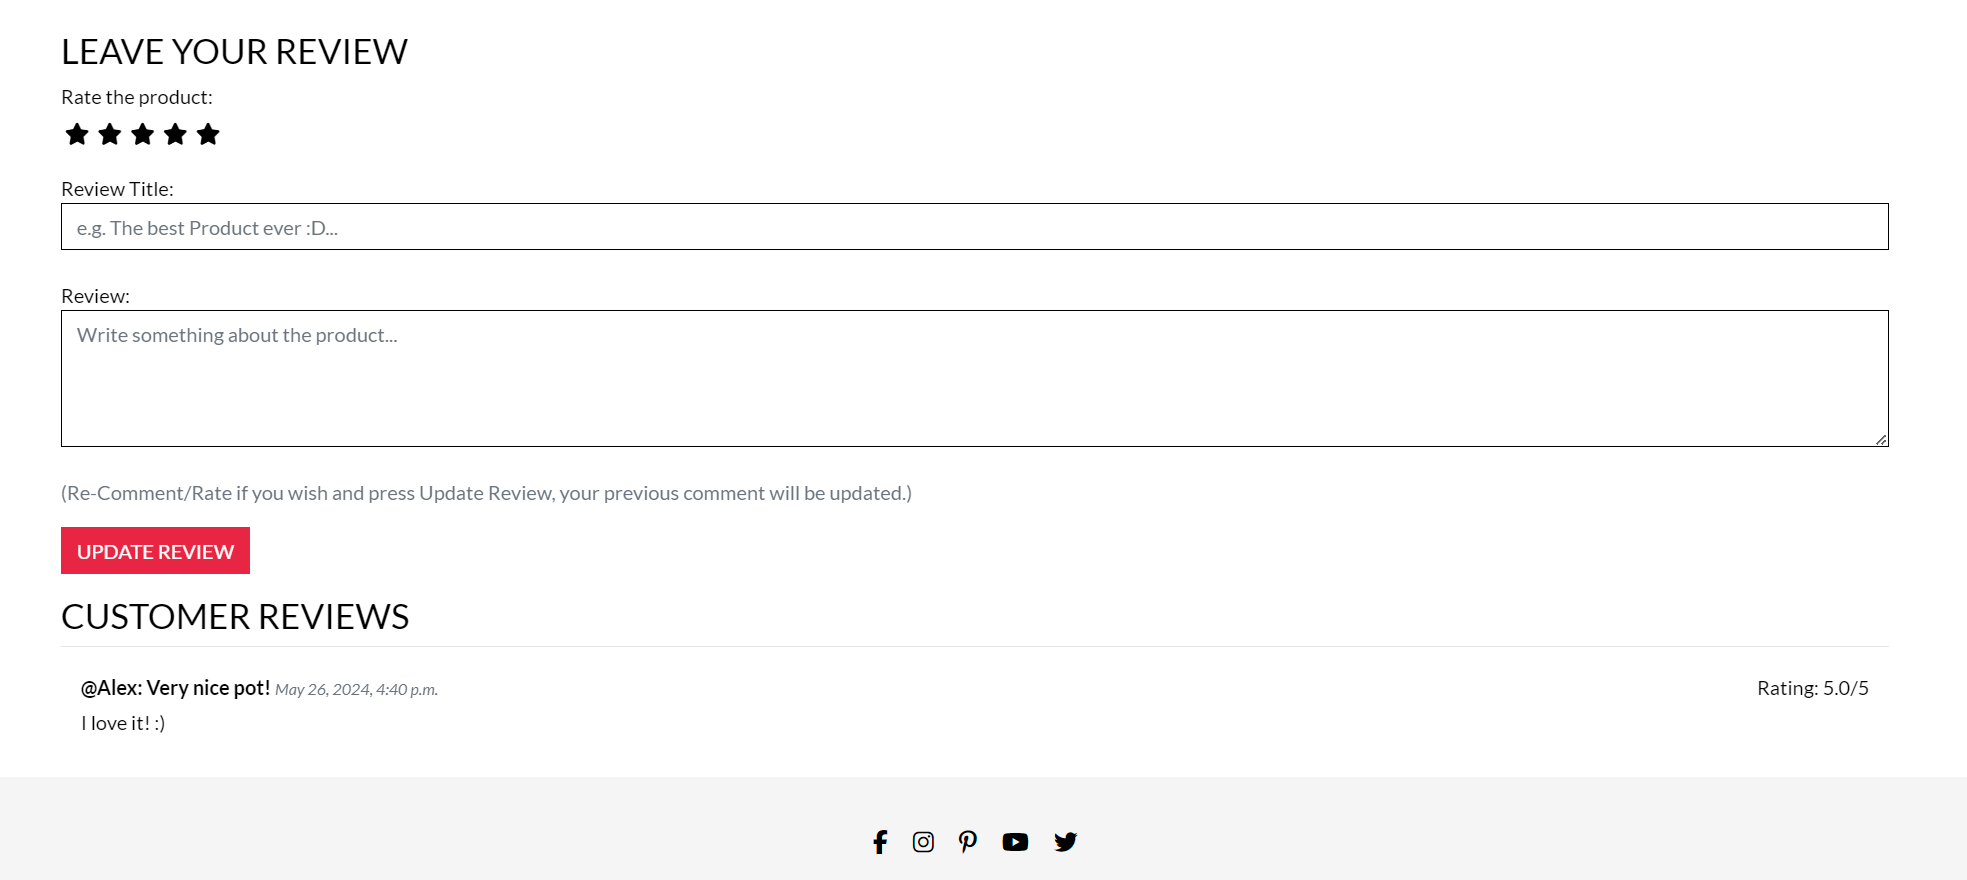 LEAVE YOUR REVIEW
Rate the product:
Review Title:
e.g. The best Product ever :D...
Review:
Write something about the product...
(Re-Comment/Rate if you wish and press Update Review, your previous comment will be updated.)
UPDATE REVIEW
CUSTOMER REVIEWS
@Alex: Very nice pot! May 26, 2024, 4:40 p.m. Rating: 5.0/5
I love it! :)